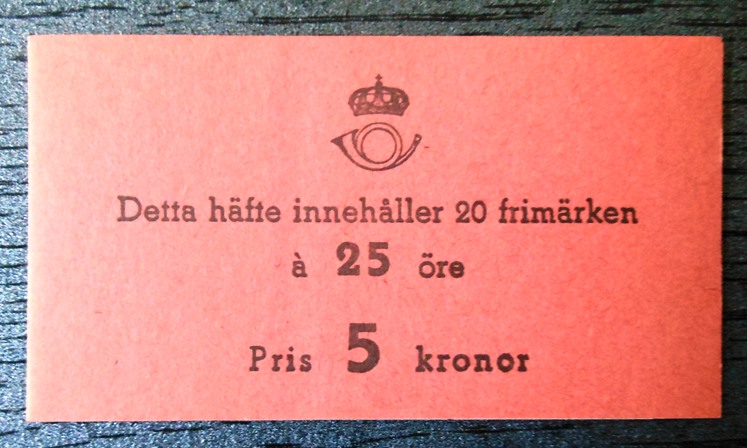 Detta häfte innehåller 20 frimärken
à 25 öre
Pris 5 kronor